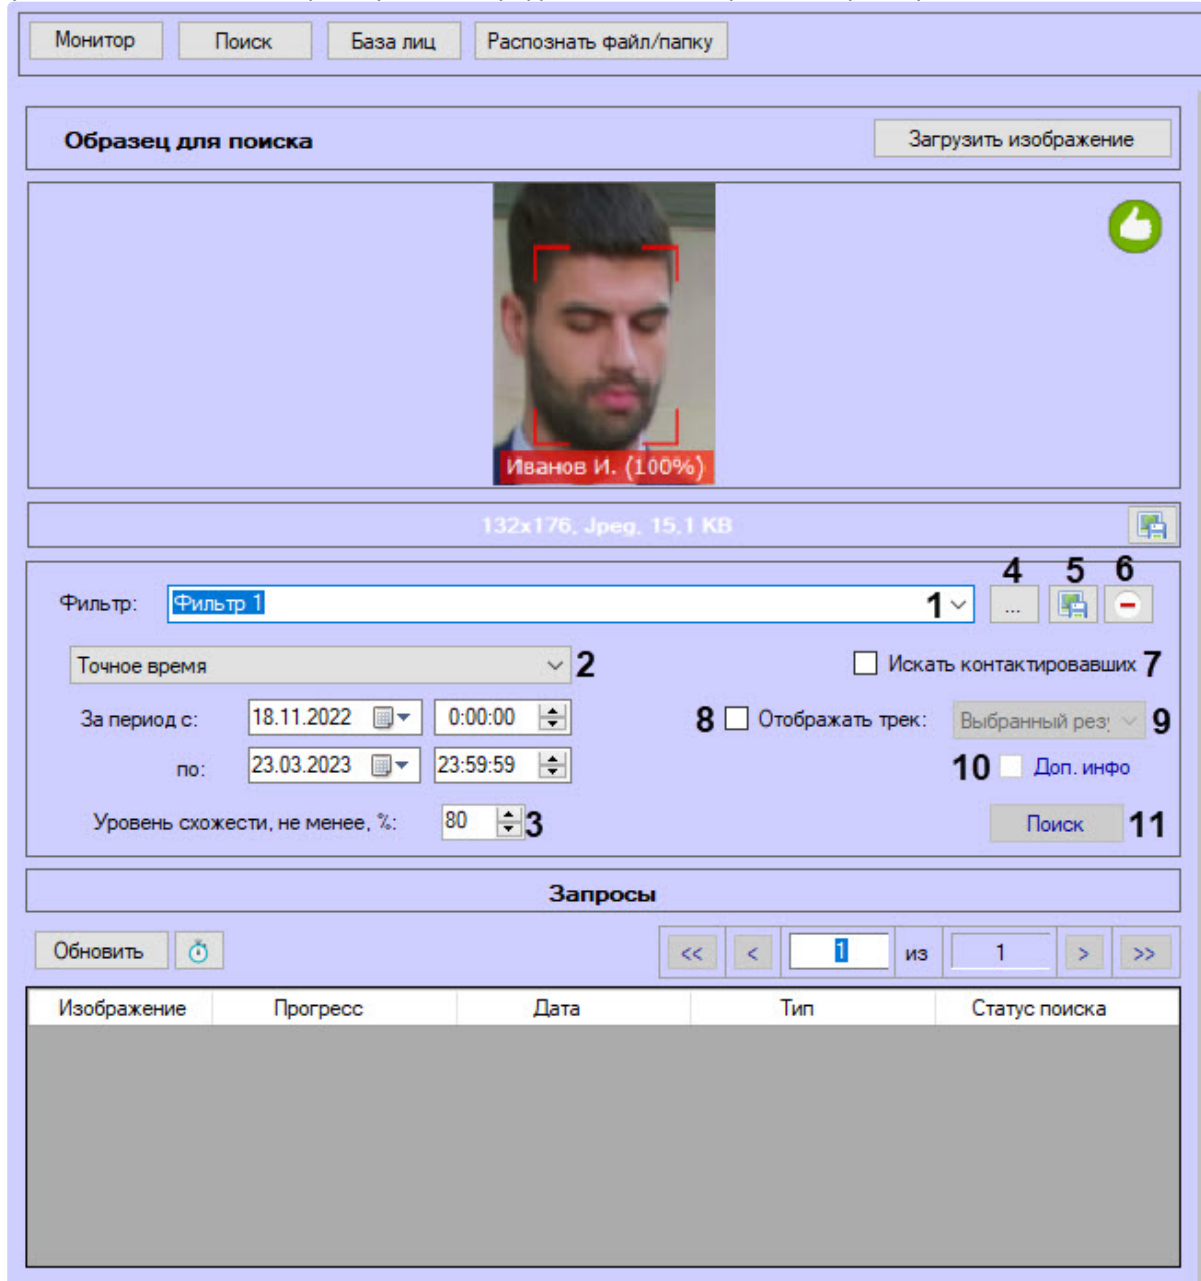 Монитор Поиск База лиц Распознать файл/папку
Образец для поиска Загрузить изображение
Иванов И. (100%)
132x176, Jpeg, 15,1 KB
4 5 6
Фильтр: Фильтр 1 1 ...
Точное время 2 Искать контактировавших 7
За период с: 18.11.2022 0:00:00 8 Отображать трек: Выбранный рез 9
по: 23.03.2023 23:59:59 10 Доп. инфо
Уровень схожести, не менее, %: 80 3 Поиск 11
Запросы
Обновить << < 1 из 1 > >>
Изображение Прогресс Дата Тип Статус поиска